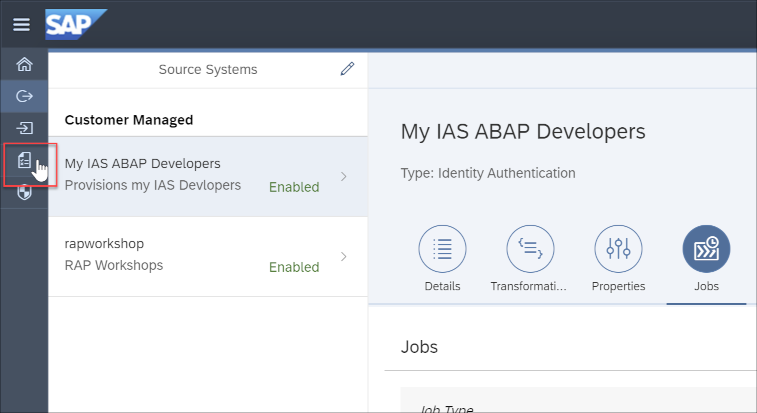 SAP
Source Systems
Customer Managed
My IAS ABAP Developers
Provisions my IAS Devlopers
Enabled
rapworkshop
RAP Workshops
Enabled
My IAS ABAP Developers
Type: Identity Authentication
Details
Transformati...
Properties
Jobs
Jobs
Job Type